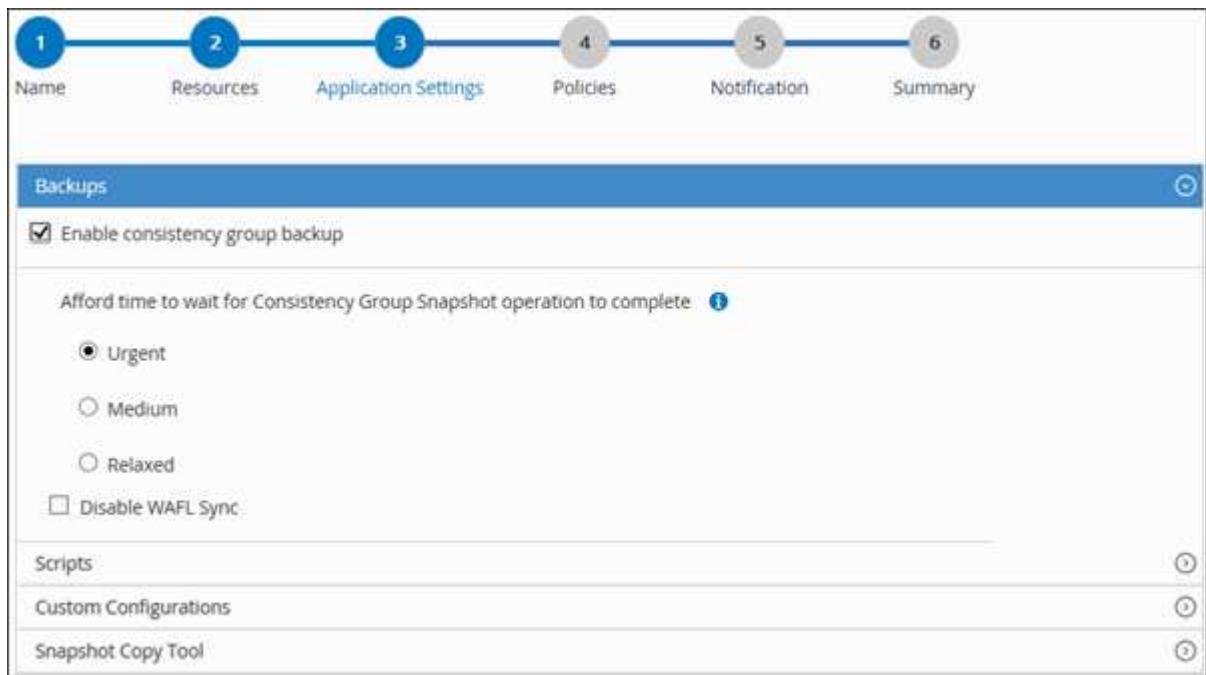 1 2 3 4 5 6
Name Resources Application Settings Policies Notification Summary
Backups
Enable consistency group backup
Afford time to wait for Consistency Group Snapshot operation to complete
Urgent
Medium
Relaxed
Disable WAFL Sync
Scripts
Custom Configurations
Snapshot Copy Tool